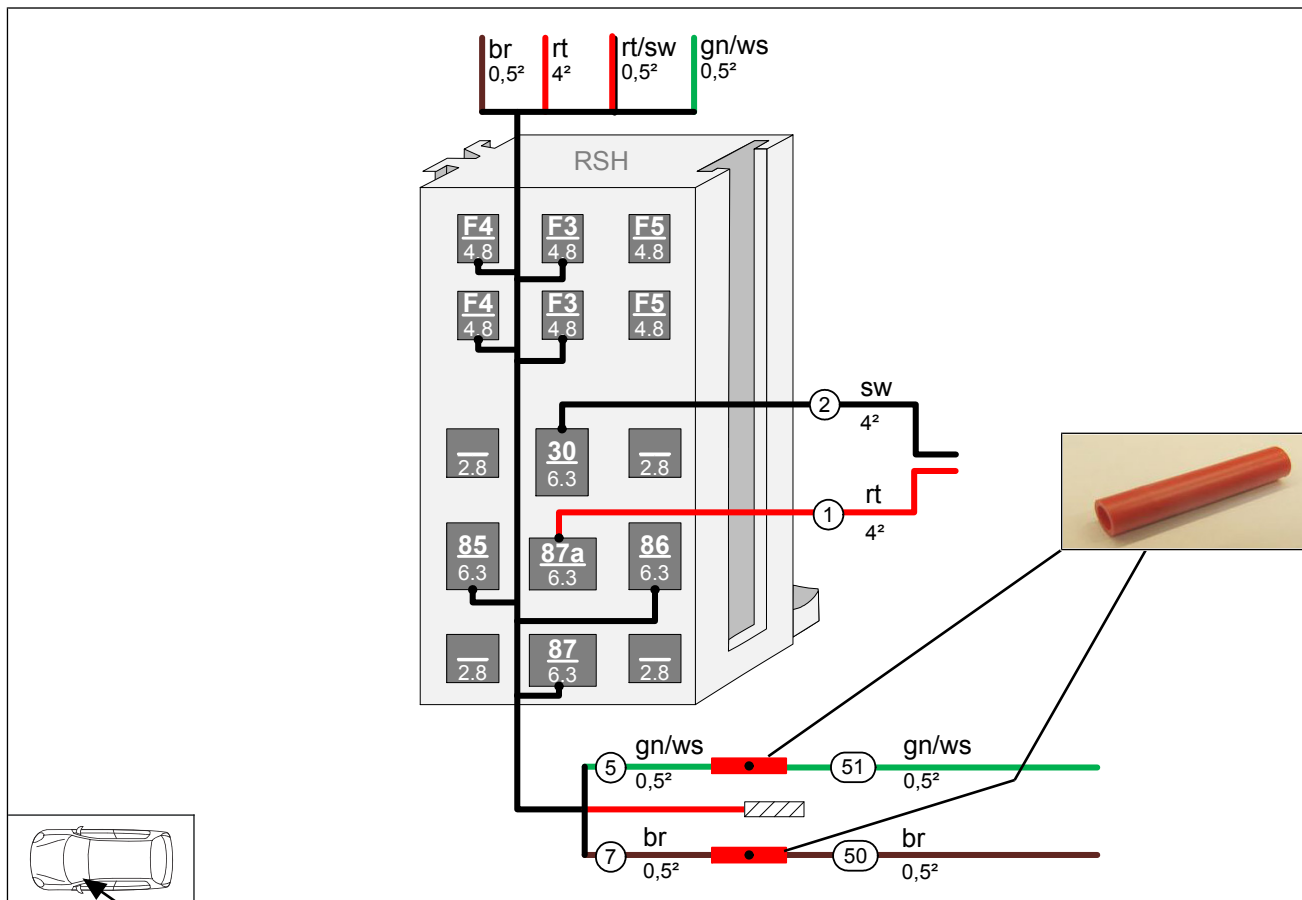 br rt rt/sw gn/ws
0,5² 4² 0,5² 0,5²
RSH
F4 F3 F5
4.8 4.8 4.8
F4 F3 F5
4.8 4.8 4.8
2 sw
4²
30
2.8 6.3 2.8
1 rt
4²
85 87a 86
6.3 6.3 6.3
87
2.8 6.3 2.8
5 gn/ws 51 gn/ws
0,5² 0,5²
7 br 50 br
0,5² 0,5²